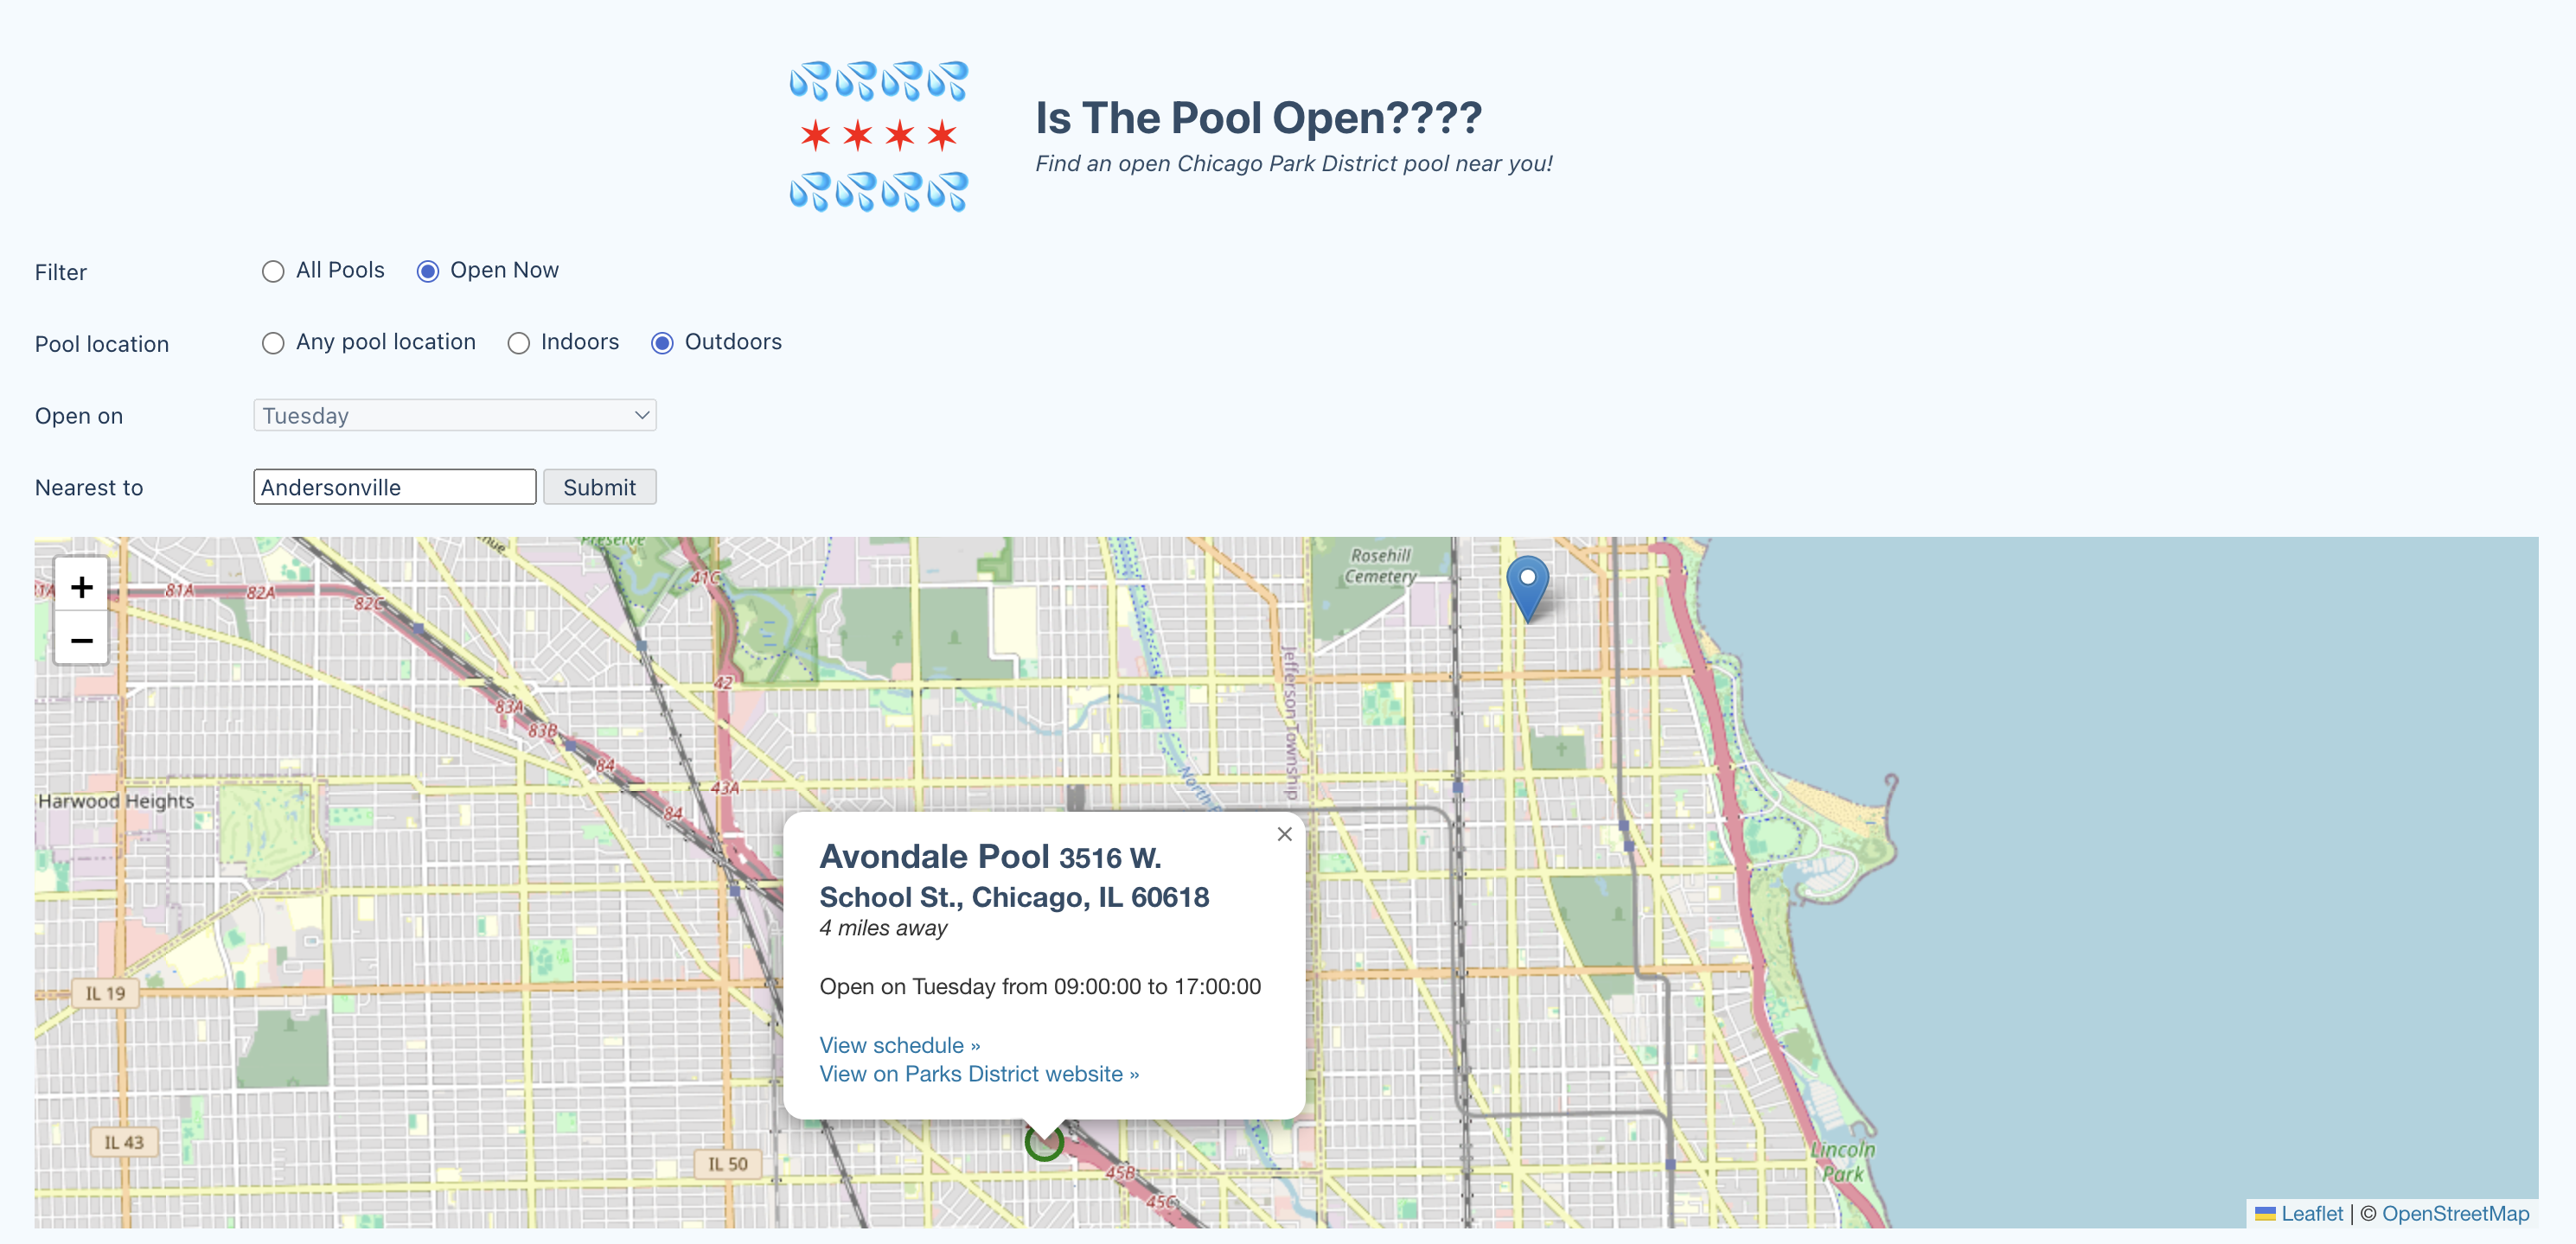 Is The Pool Open????
Find an open Chicago Park District pool near you!
Filter
All Pools
Open Now
Pool location
Any pool location
Indoors
Outdoors
Open on
Tuesday
Nearest to
Andersonville
Submit
+
−
Preserve
41C
Rosehill
Cemetery
81A
82A
82C
Jefferson Township
42
83A
83B
84
43A
84
Harwood Heights
Avondale Pool 3516 W.
School St., Chicago, IL 60618
4 miles away
Open on Tuesday from 09:00:00 to 17:00:00
View schedule »
View on Parks District website »
×
IL 19
IL 43
IL 50
45B
45C
Lincoln
Park
Leaflet | © OpenStreetMap